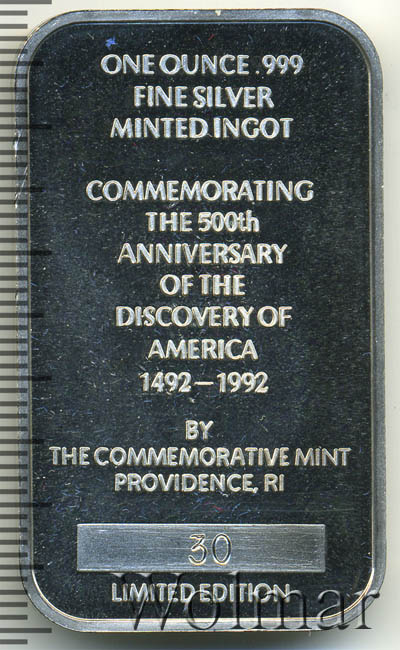 ONE OUNCE .999
FINE SILVER
MINTED INGOT
COMMEMORATING
THE 500th
ANNIVERSARY
OF THE
DISCOVERY OF
AMERICA
1492-1992
BY
THE COMMEMORATIVE MINT
PROVIDENCE, RI
30
LIMITED EDITION
Wolmar